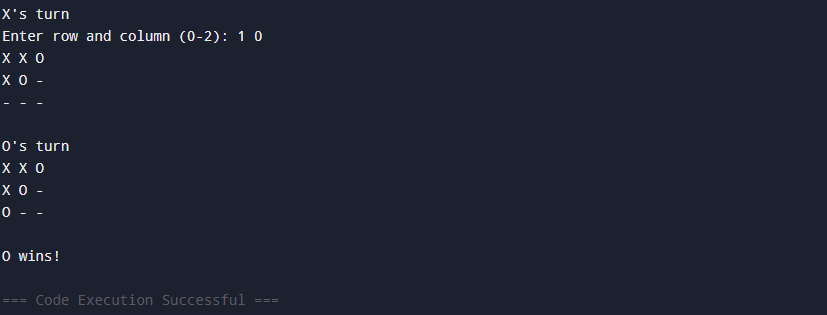 X's turn
Enter row and column (0-2): 1 0
X X O
X O -
- - -
O's turn
X X O
X O -
O - -
O wins!
=== Code Execution Successful ===